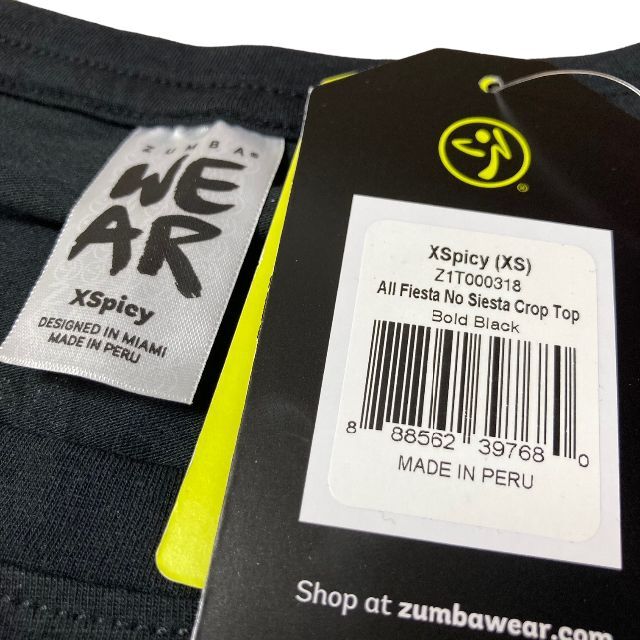 ZUMBA®
WE
AR
XSpicy
DESIGNED IN MIAMI
MADE IN PERU
®
XSpicy (XS)
Z1T000318
All Fiesta No Siesta Crop Top
Bold Black
8 88562 39768 0
MADE IN PERU
Shop at zumbawear.com